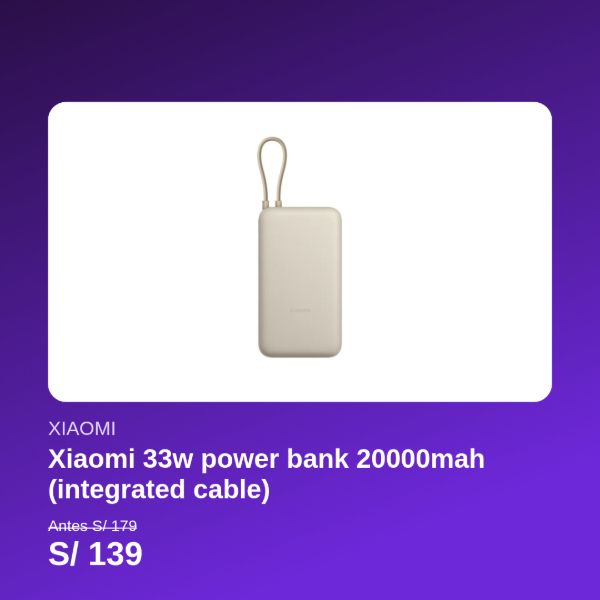 XIAOMI
Xiaomi 33w power bank 20000mah
(integrated cable)
Antes S/ 179
S/ 139